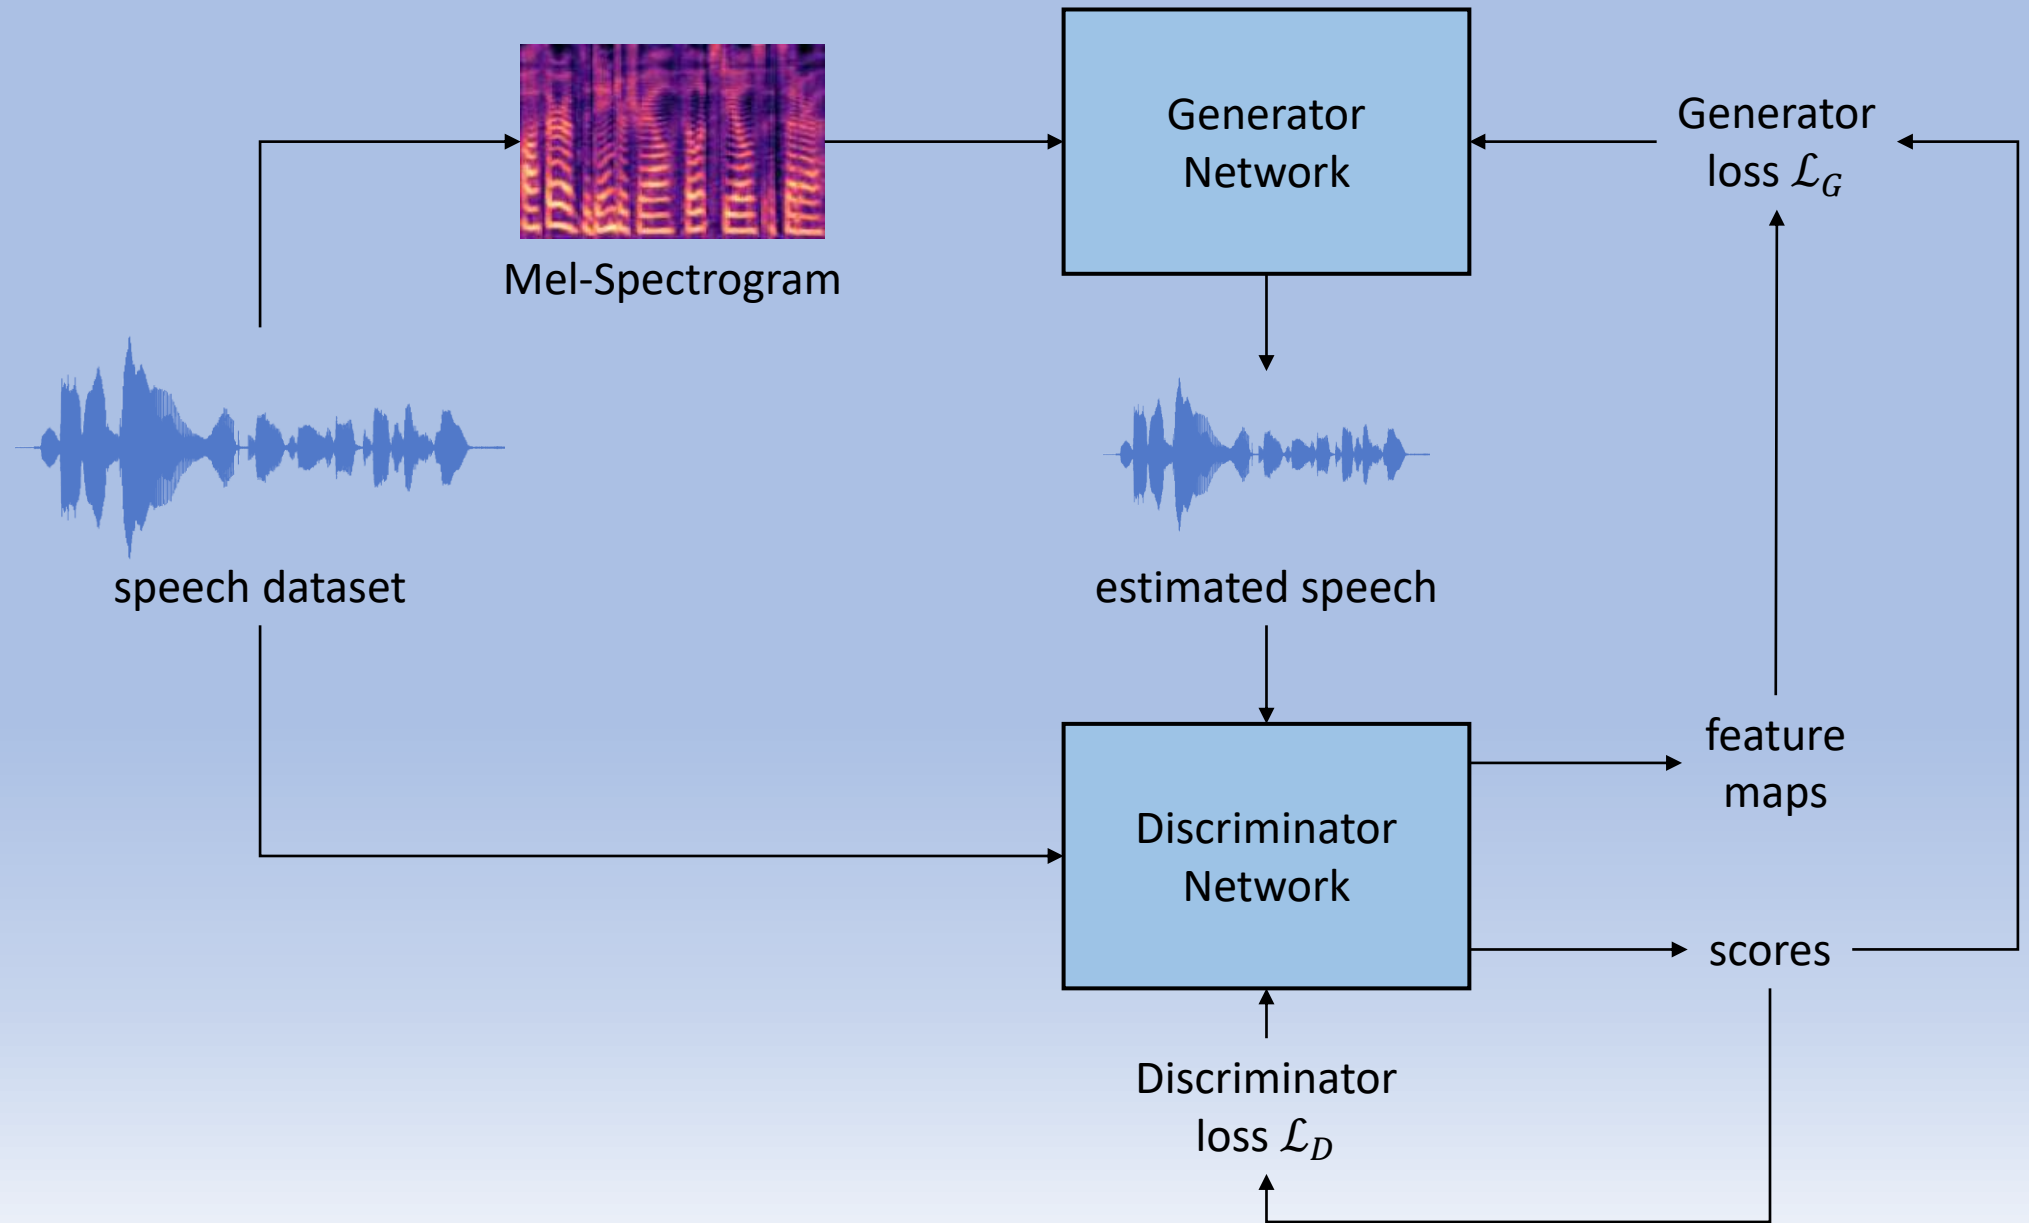 Generator
Network
Generator
loss ℒ_G
Mel-Spectrogram
speech dataset
estimated speech
feature
maps
Discriminator
Network
scores
Discriminator
loss ℒ_D